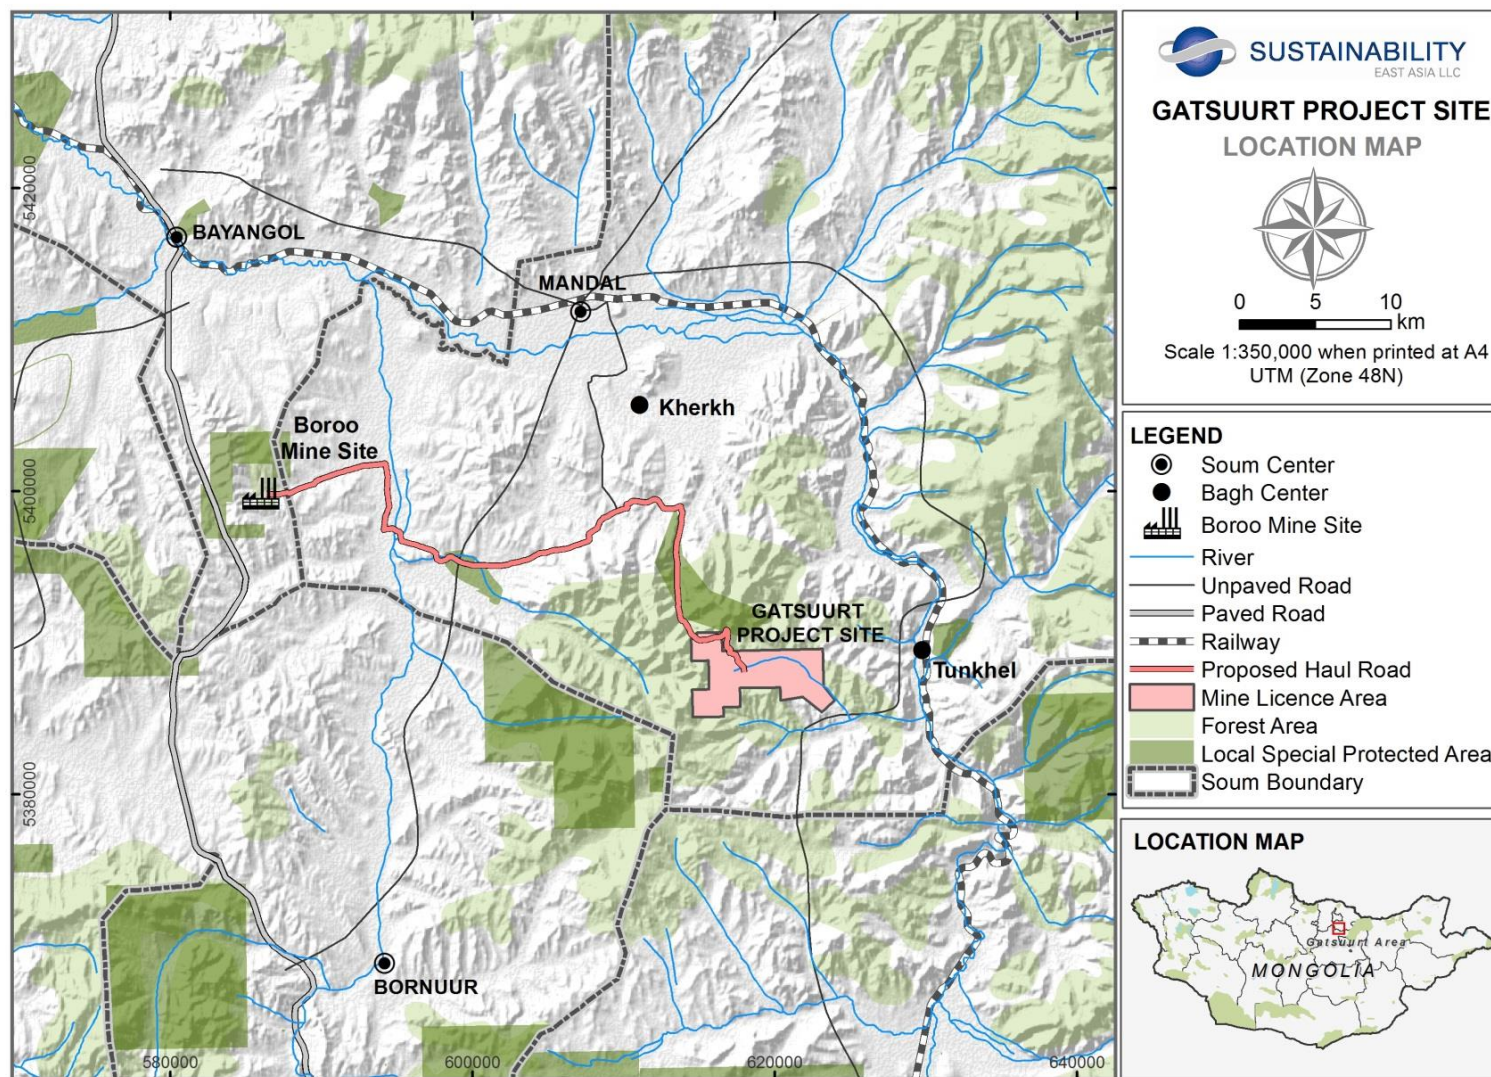 BAYANGOL
MANDAL
Kherkh
Boroo
Mine Site
GATSUURT
PROJECT SITE
Tunkhel
BORNUUR
5420000
5400000
5380000
580000
600000
620000
640000
SUSTAINABILITY
EAST ASIA LLC
GATSUURT PROJECT SITE
LOCATION MAP
0 5 10
km
Scale 1:350,000 when printed at A4
UTM (Zone 48N)
LEGEND
Soum Center
Bagh Center
Boroo Mine Site
River
Unpaved Road
Paved Road
Railway
Proposed Haul Road
Mine Licence Area
Forest Area
Local Special Protected Area
Soum Boundary
LOCATION MAP
Gatsuurt Area
MONGOLIA